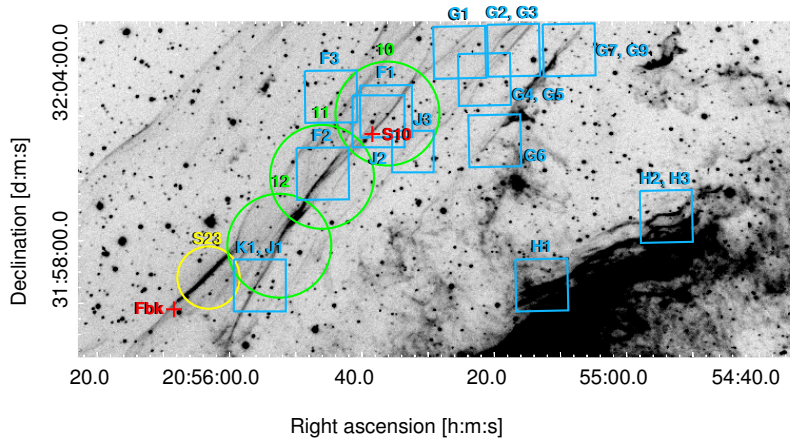 G1
G2, G3
F3
10
G7, G9
F1
32:04:00.0
G4, G5
11
J3
S10
F2
J2
G6
12
H2, H3
Declination [d:m:s]
S23
K1, J1
H1
31:58:00.0
Fbk
20.0
20:56:00.0
40.0
20.0
55:00.0
54:40.0
Right ascension [h:m:s]